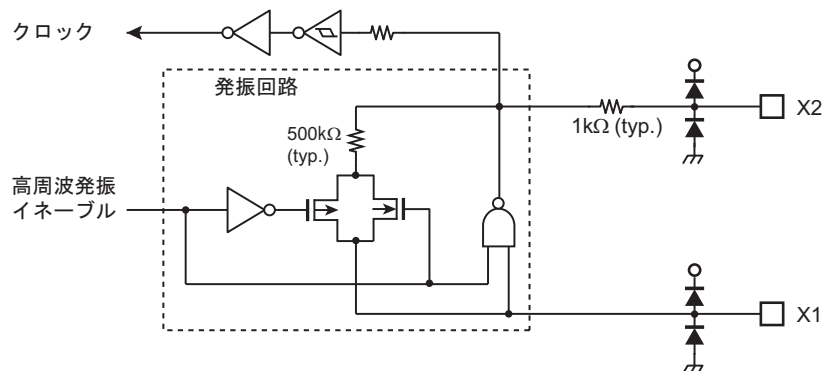 クロック
発振回路
500kΩ
(typ.)
1kΩ (typ.)
X2
高周波発振
イネーブル
X1